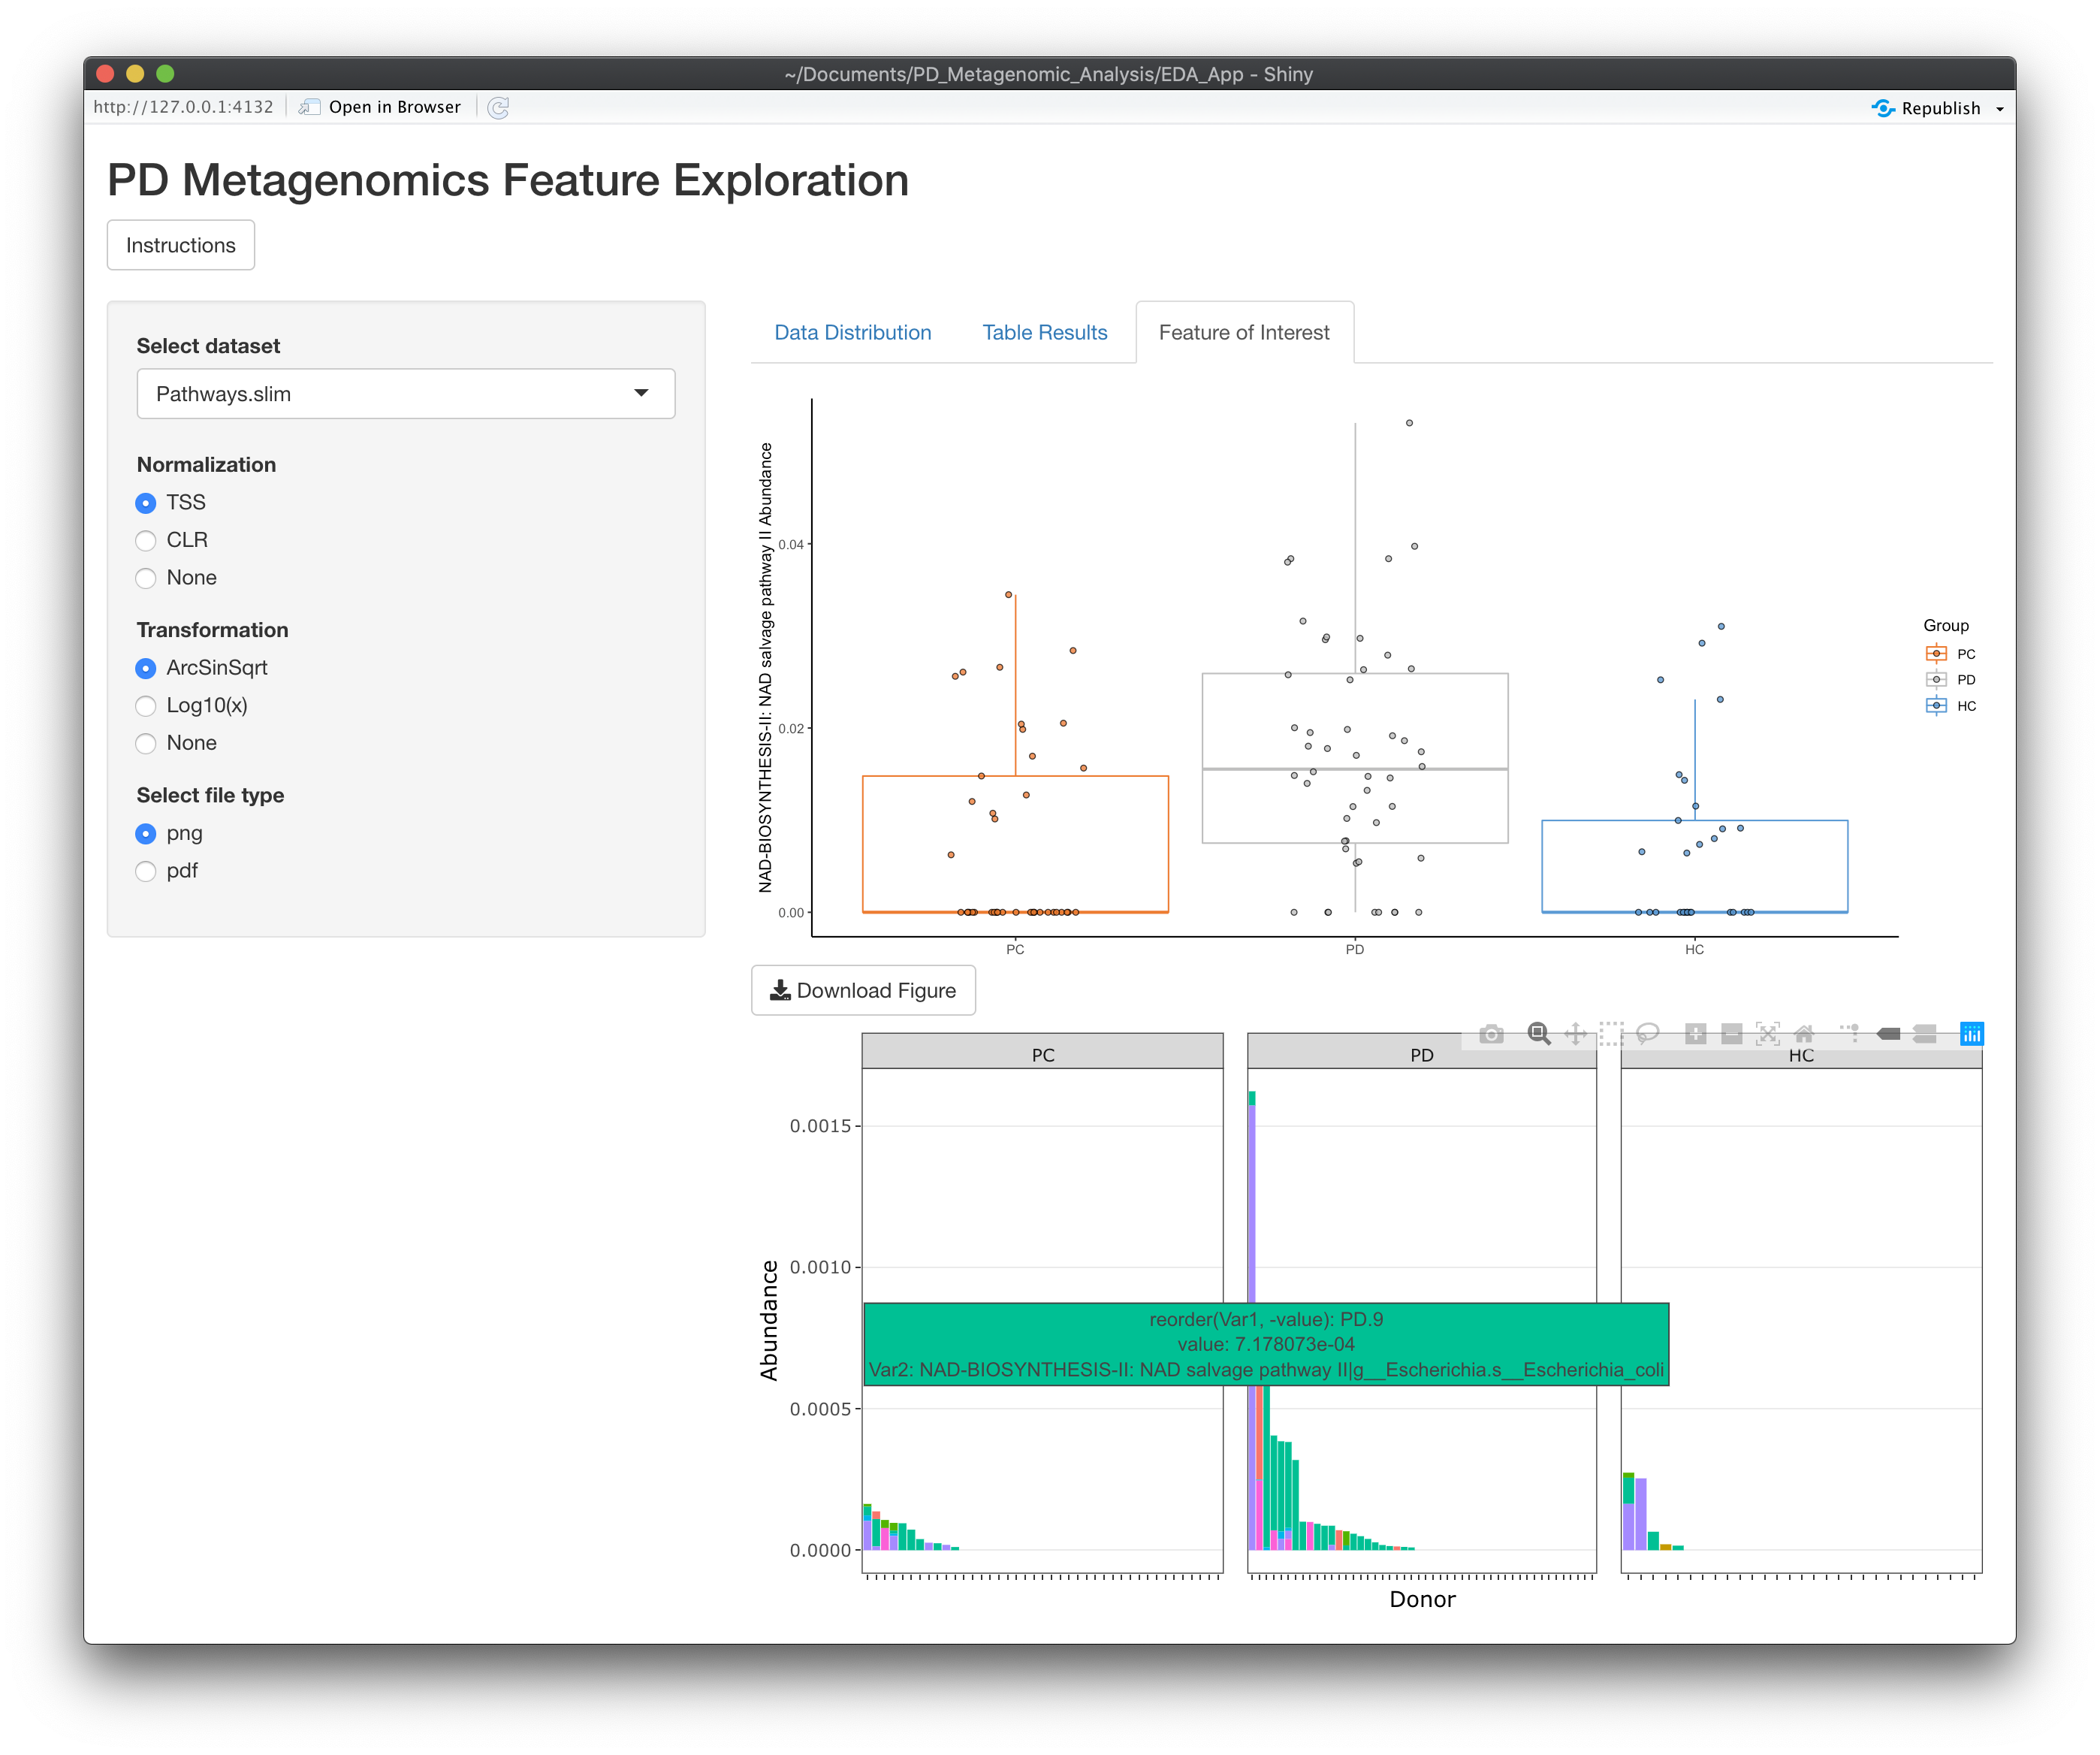 ~/Documents/PD_Metagenomic_Analysis/EDA_App - Shiny
http://127.0.0.1:4132
Open in Browser
Republish
PD Metagenomics Feature Exploration
Instructions
Select dataset
Pathways.slim
Normalization
TSS
CLR
None
Transformation
ArcSinSqrt
Log10(x)
None
Select file type
png
pdf
Data Distribution
Table Results
Feature of Interest
NAD-BIOSYNTHESIS-II: NAD salvage pathway II Abundance
0.04
0.02
0.00
PC
PD
HC
Group
PC
PD
HC
Download Figure
PC
PD
HC
Abundance
0.0015
0.0010
0.0005
0.0000
reorder(Var1, -value): PD.9
value: 7.178073e-04
Var2: NAD-BIOSYNTHESIS-II: NAD salvage pathway II|g__Escherichia.s__Escherichia_coli
Donor